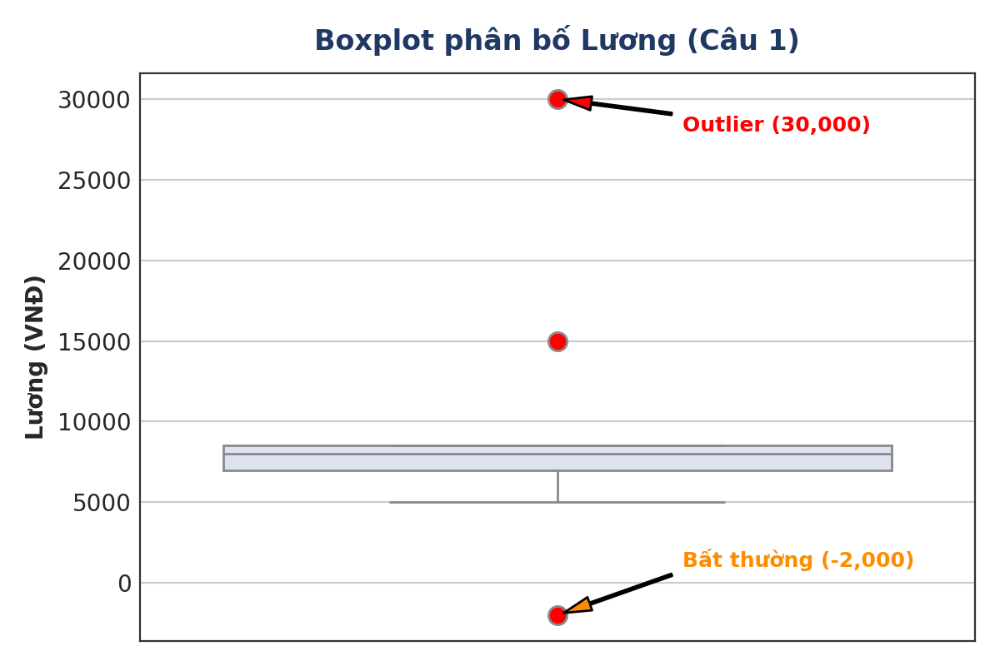 Boxplot phân bố Lương (Câu 1)
Lương (VNĐ)
30000
25000
20000
15000
10000
5000
0
Outlier (30,000)
Bất thường (-2,000)